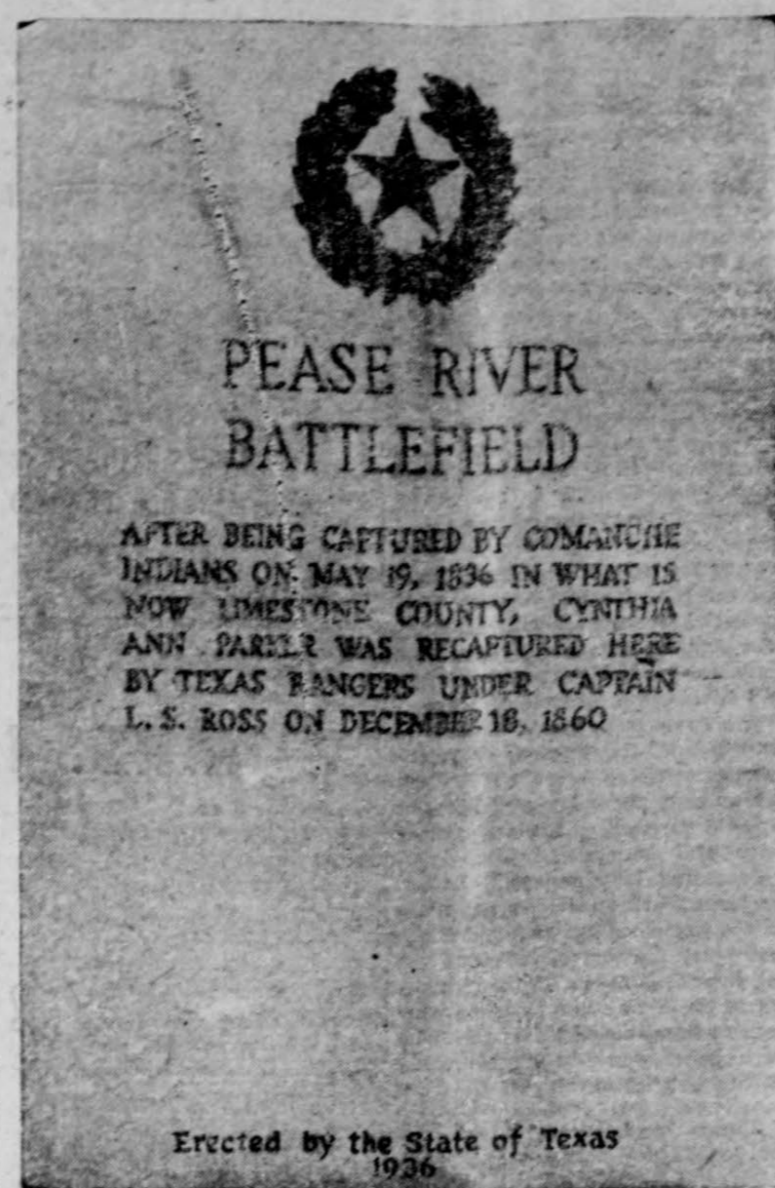 PEASE RIVER
BATTLEFIELD
AFTER BEING CAPTURED BY COMANCHE
INDIANS ON MAY 19, 1836 IN WHAT IS
NOW LIMESTONE COUNTY, CYNTHIA
ANN PARKER WAS RECAPTURED HERE
BY TEXAS RANGERS UNDER CAPTAIN
L. S. ROSS ON DECEMBER 18, 1860
Erected by the State of Texas
1936